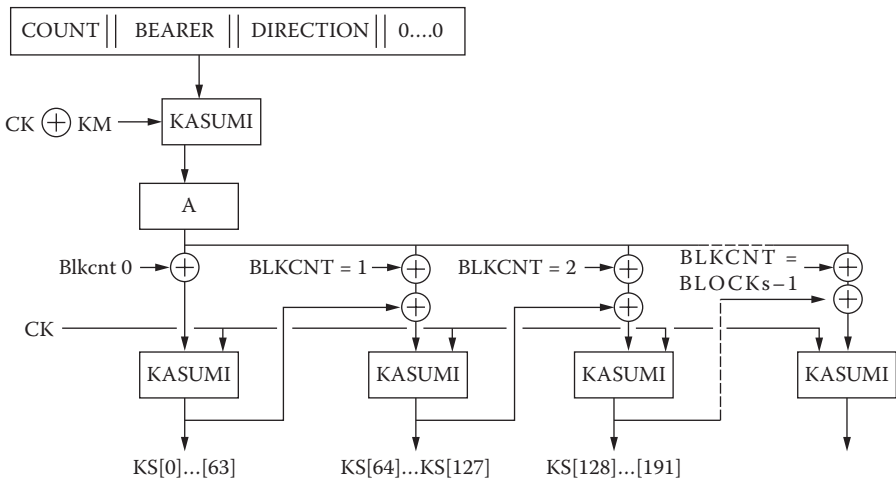 COUNT || BEARER || DIRECTION || 0....0
CK + KM
KASUMI
A
Blkcnt 0
BLKCNT = 1
BLKCNT = 2
BLKCNT =
BLOCKs–1
CK
KASUMI
KASUMI
KASUMI
KASUMI
KS[0]...[63]
KS[64]...KS[127]
KS[128]...[191]